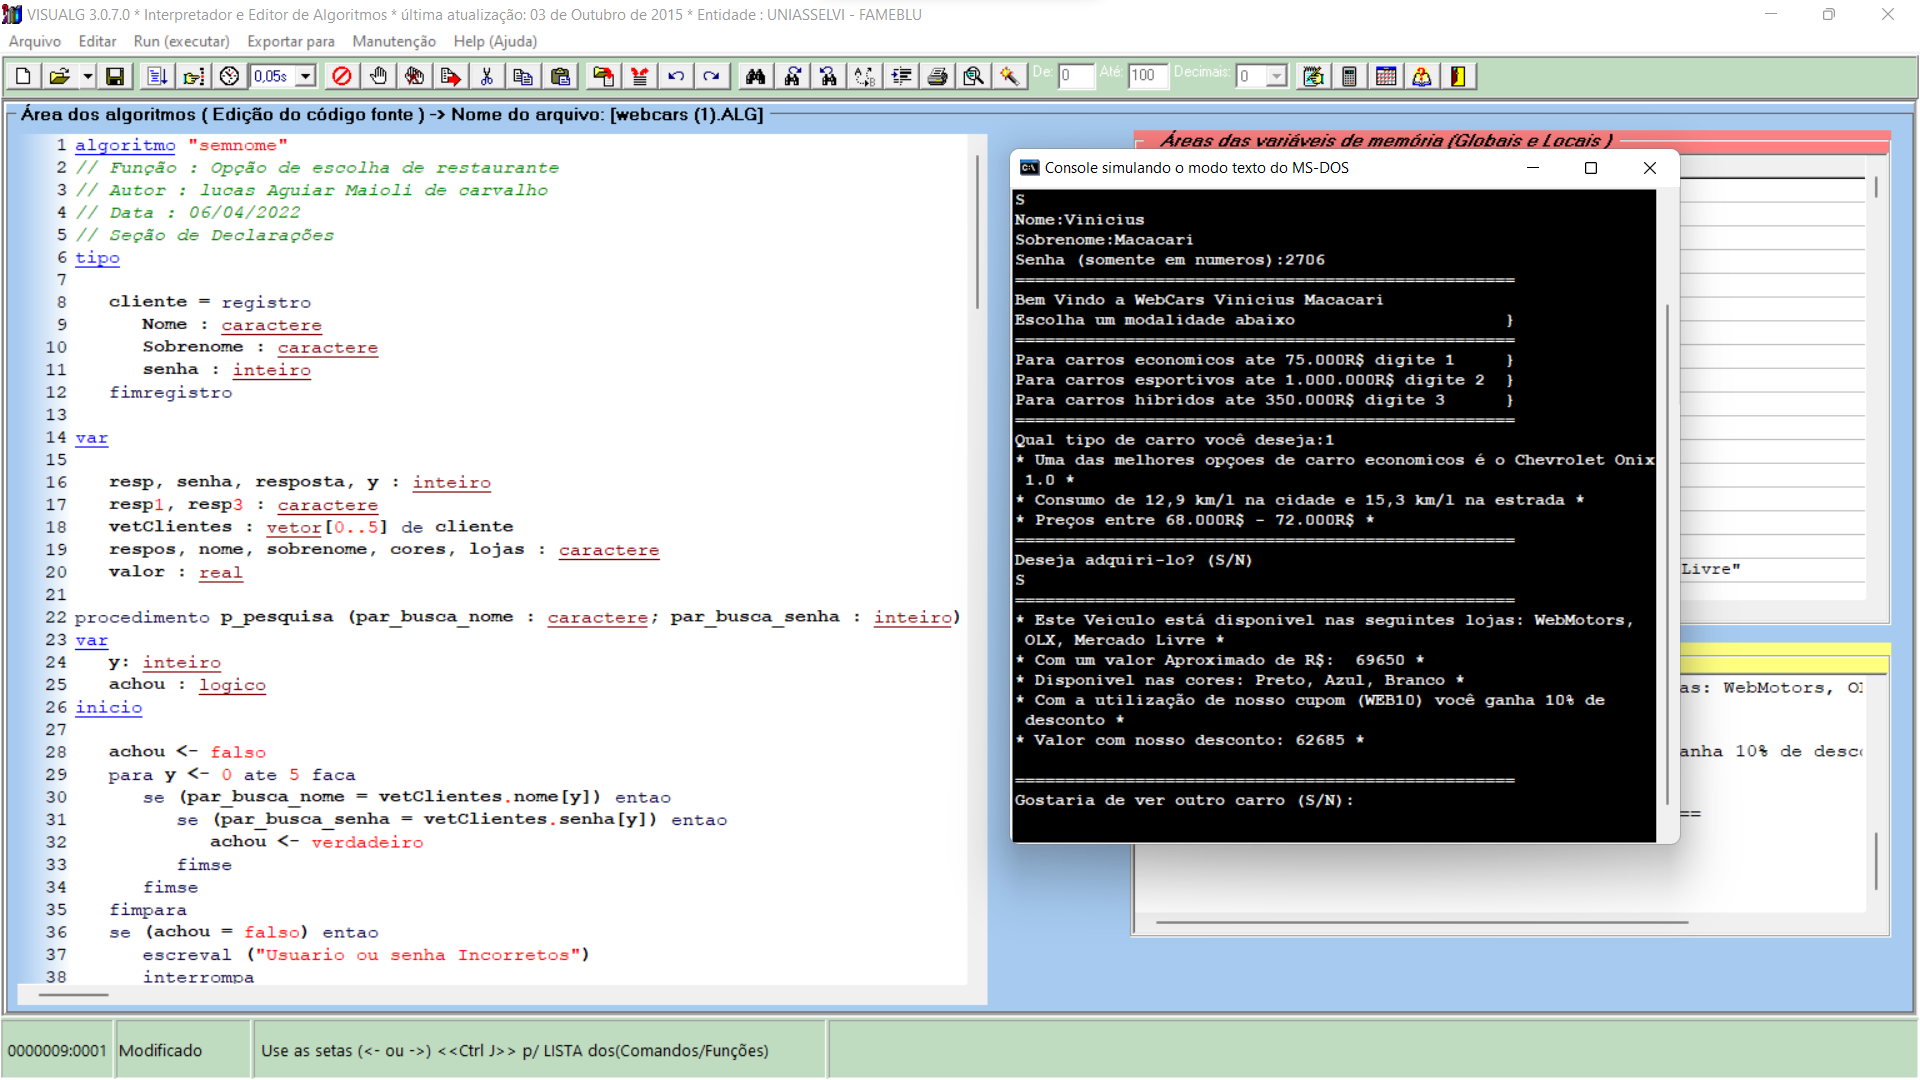 VISUALG 3.0.7.0 * Interpretador e Editor de Algoritmos * última atualização: 03 de Outubro de 2015 * Entidade : UNIASSELVI - FAMEBLU
Arquivo Editar Run (executar) Exportar para Manutenção Help (Ajuda)
0,05s De: 0 Até: 100 Decimais: 0
Área dos algoritmos ( Edição do código fonte ) -> Nome do arquivo: [webcars (1).ALG]
1 algoritmo "semnome"
2 // Função : Opção de escolha de restaurante
3 // Autor : lucas Aguiar Maioli de carvalho
4 // Data : 06/04/2022
5 // Seção de Declarações
6 tipo
7
8 cliente = registro
9 Nome : caractere
10 Sobrenome : caractere
11 senha : inteiro
12 fimregistro
13
14 var
15
16 resp, senha, resposta, y : inteiro
17 resp1, resp3 : caractere
18 vetClientes : vetor[0..5] de cliente
19 respos, nome, sobrenome, cores, lojas : caractere
20 valor : real
21
22 procedimento p_pesquisa (par_busca_nome : caractere; par_busca_senha : inteiro)
23 var
24 y: inteiro
25 achou : logico
26 inicio
27
28 achou <- falso
29 para y <- 0 ate 5 faca
30 se (par_busca_nome = vetClientes.nome[y]) entao
31 se (par_busca_senha = vetClientes.senha[y]) entao
32 achou <- verdadeiro
33 fimse
34 fimse
35 fimpara
36 se (achou = falso) entao
37 escreval ("Usuario ou senha Incorretos")
38 interrompa
Áreas das variáveis de memória (Globais e Locais )
Console simulando o modo texto do MS-DOS
S
Nome:Vinicius
Sobrenome:Macacari
Senha (somente em numeros):2706
==================================================
Bem Vindo a WebCars Vinicius Macacari
Escolha um modalidade abaixo }
==================================================
Para carros economicos ate 75.000R$ digite 1 }
Para carros esportivos ate 1.000.000R$ digite 2 }
Para carros hibridos ate 350.000R$ digite 3 }
==================================================
Qual tipo de carro você deseja:1
* Uma das melhores opçoes de carro economicos é o Chevrolet Onix
1.0 *
* Consumo de 12,9 km/l na cidade e 15,3 km/l na estrada *
* Preços entre 68.000R$ - 72.000R$ *
==================================================
Deseja adquiri-lo? (S/N)
S
==================================================
* Este Veiculo está disponivel nas seguintes lojas: WebMotors,
OLX, Mercado Livre *
* Com um valor Aproximado de R$: 69650 *
* Disponivel nas cores: Preto, Azul, Branco *
* Com a utilização de nosso cupom (WEB10) você ganha 10% de
desconto *
* Valor com nosso desconto: 62685 *
==================================================
Gostaria de ver outro carro (S/N):
Livre"
as: WebMotors, OL
anha 10% de desc
==
0000009:0001 Modificado Use as setas (<- ou ->) <<Ctrl J>> p/ LISTA dos(Comandos/Funções)